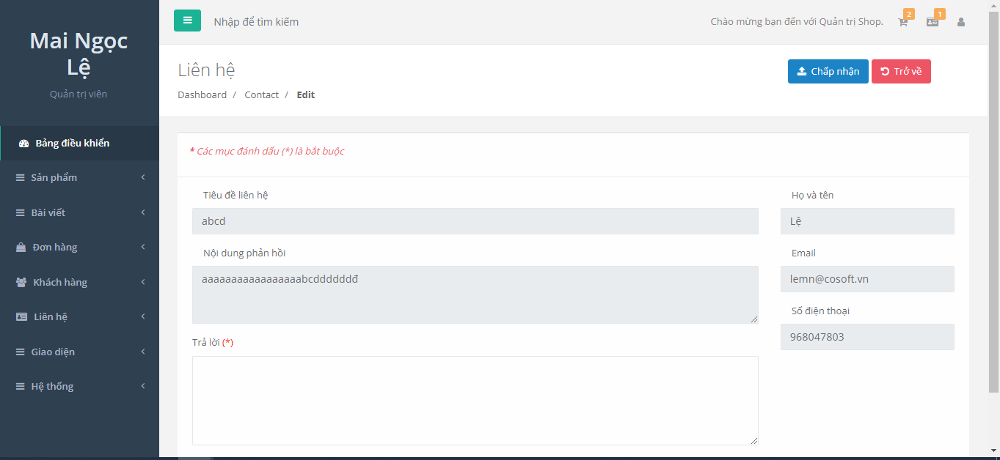 Mai Ngọc
Lệ
Quản trị viên
Bảng điều khiển
Sản phẩm
Bài viết
Đơn hàng
Khách hàng
Liên hệ
Giao diện
Hệ thống
Nhập để tìm kiếm
Chào mừng bạn đến với Quản trị Shop.
2
1
Liên hệ
Dashboard / Contact / Edit
Chấp nhận
Trở về
* Các mục đánh dấu (*) là bắt buộc
Tiêu đề liên hệ
abcd
Nội dung phản hồi
aaaaaaaaaaaaaaaaabcdddddđ
Trả lời (*)
Họ và tên
Lệ
Email
lemn@cosoft.vn
Số điện thoại
968047803